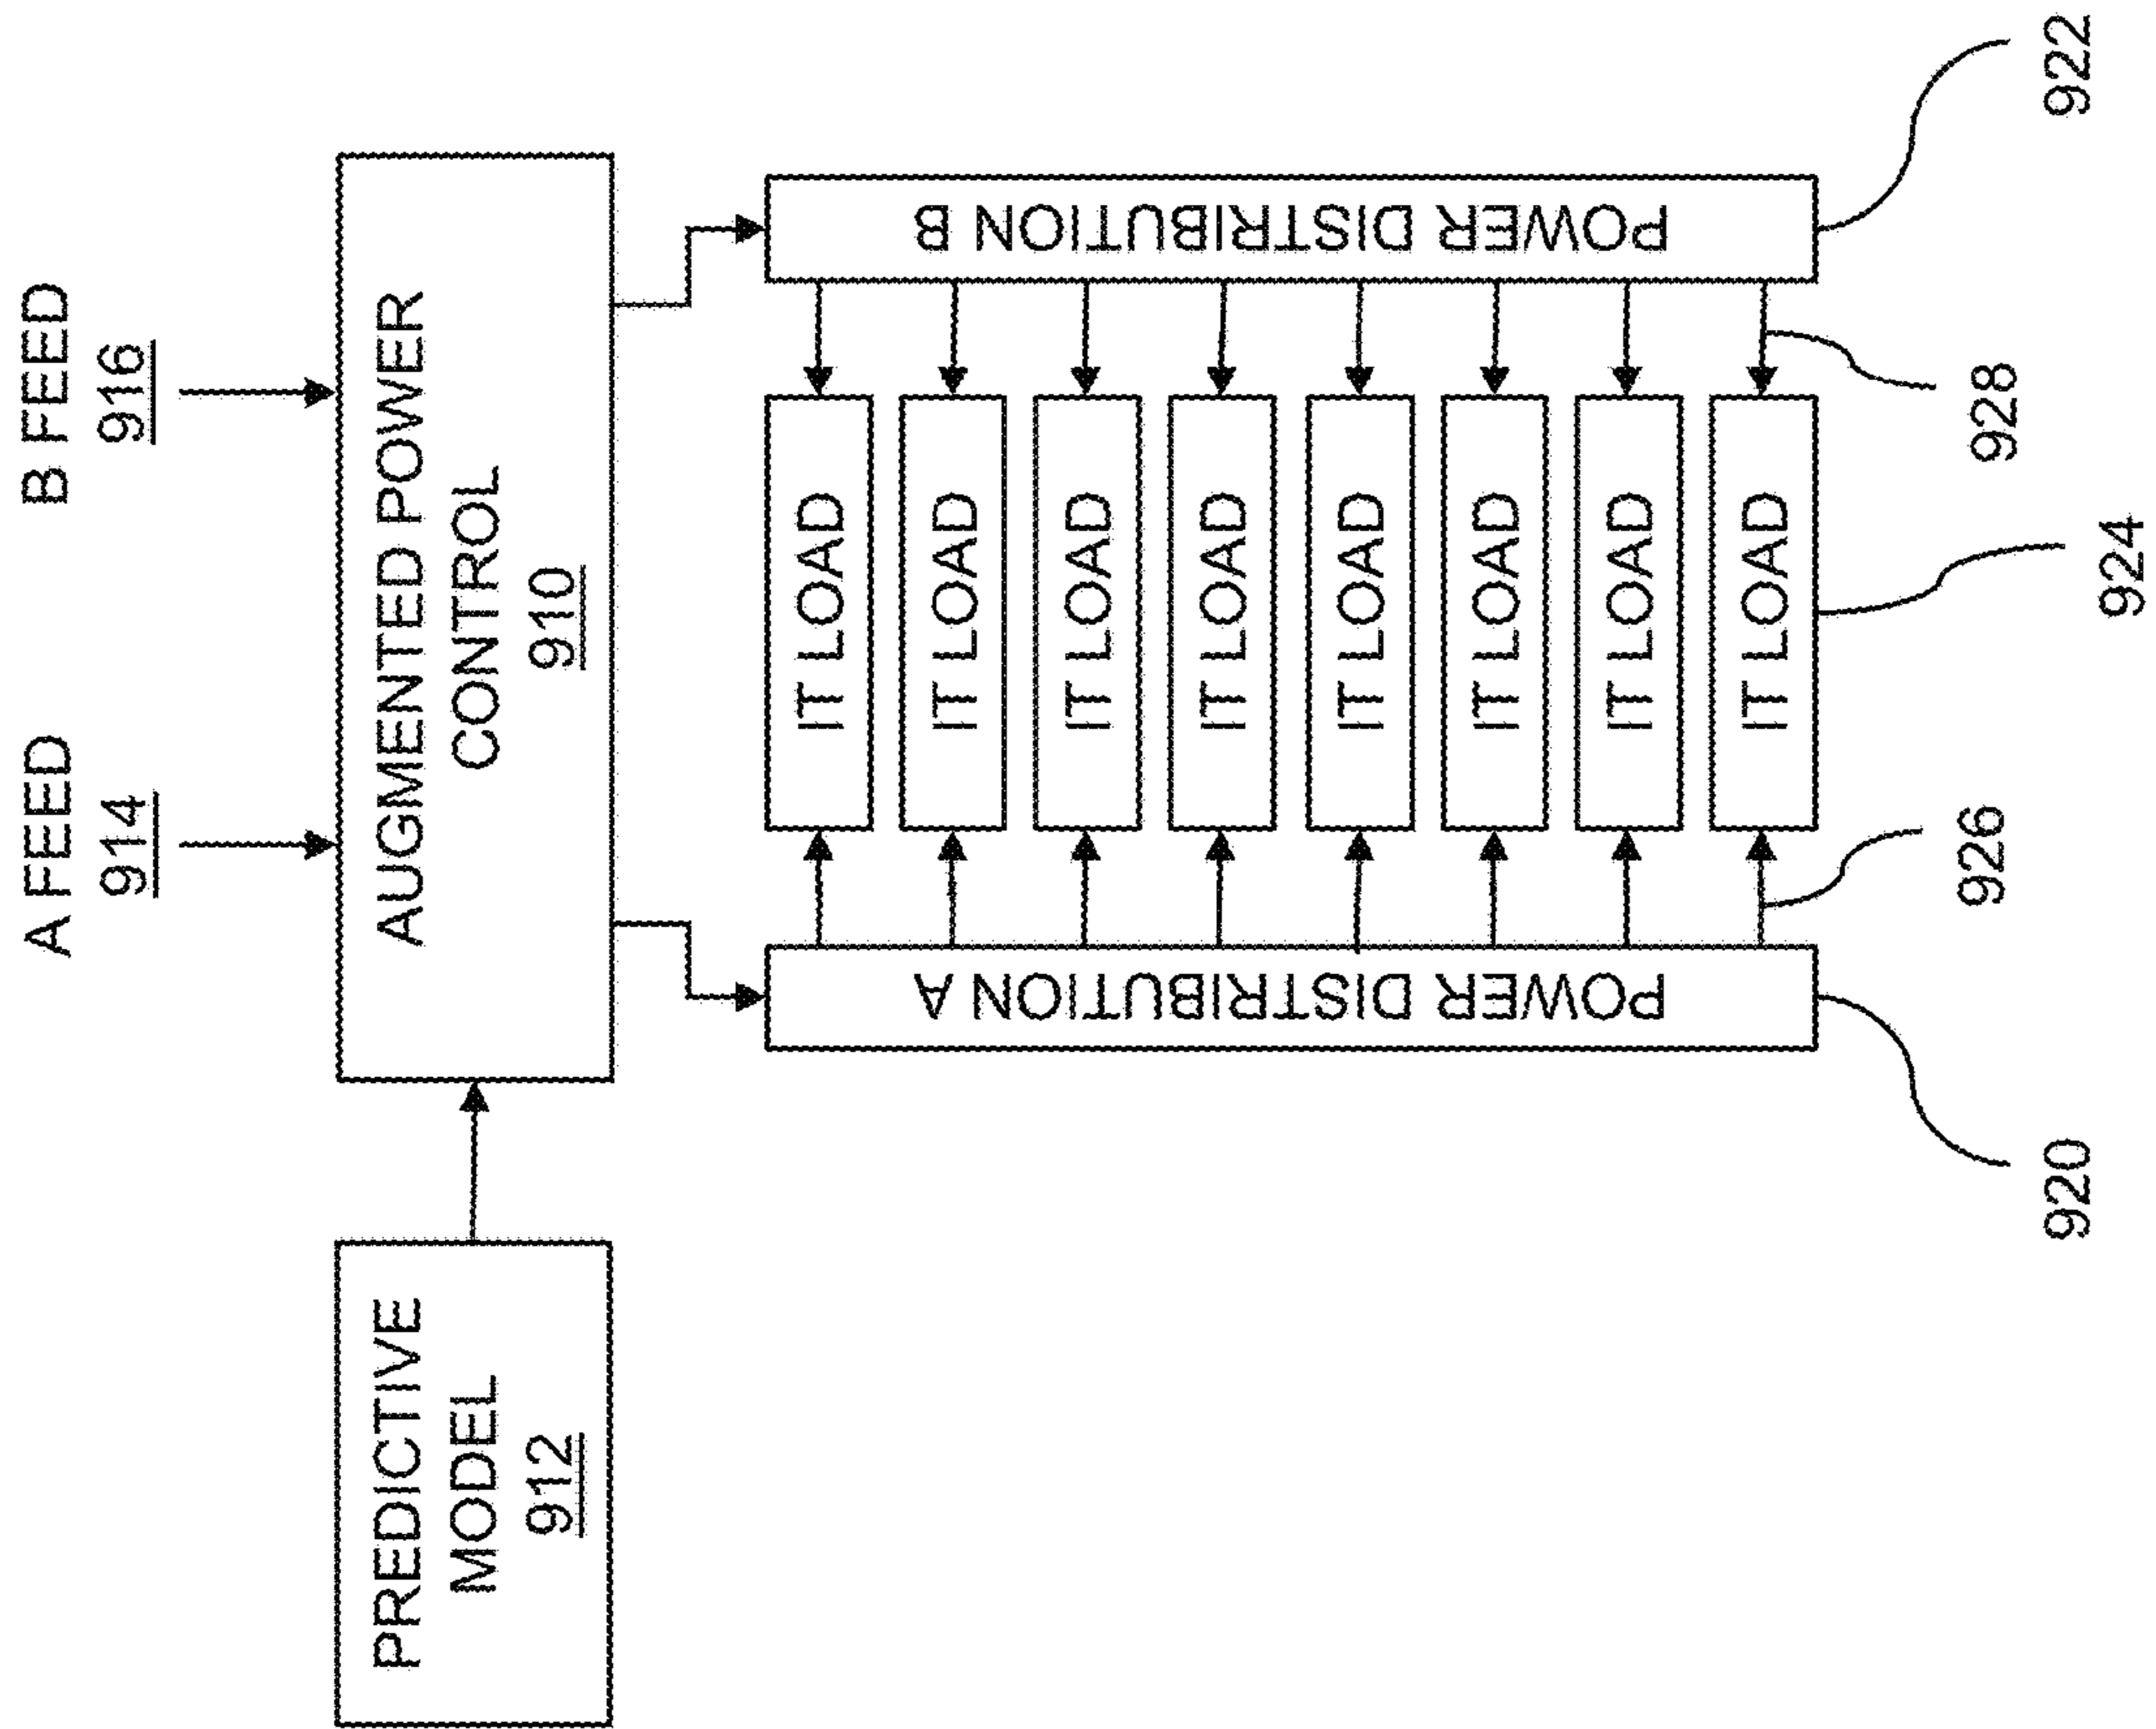 A FEED
914
B FEED
916
PREDICTIVE
MODEL
912
AUGMENTED POWER
CONTROL
910
POWER DISTRIBUTION A
IT LOAD
IT LOAD
IT LOAD
IT LOAD
IT LOAD
IT LOAD
IT LOAD
IT LOAD
POWER DISTRIBUTION B
920
926
924
928
922